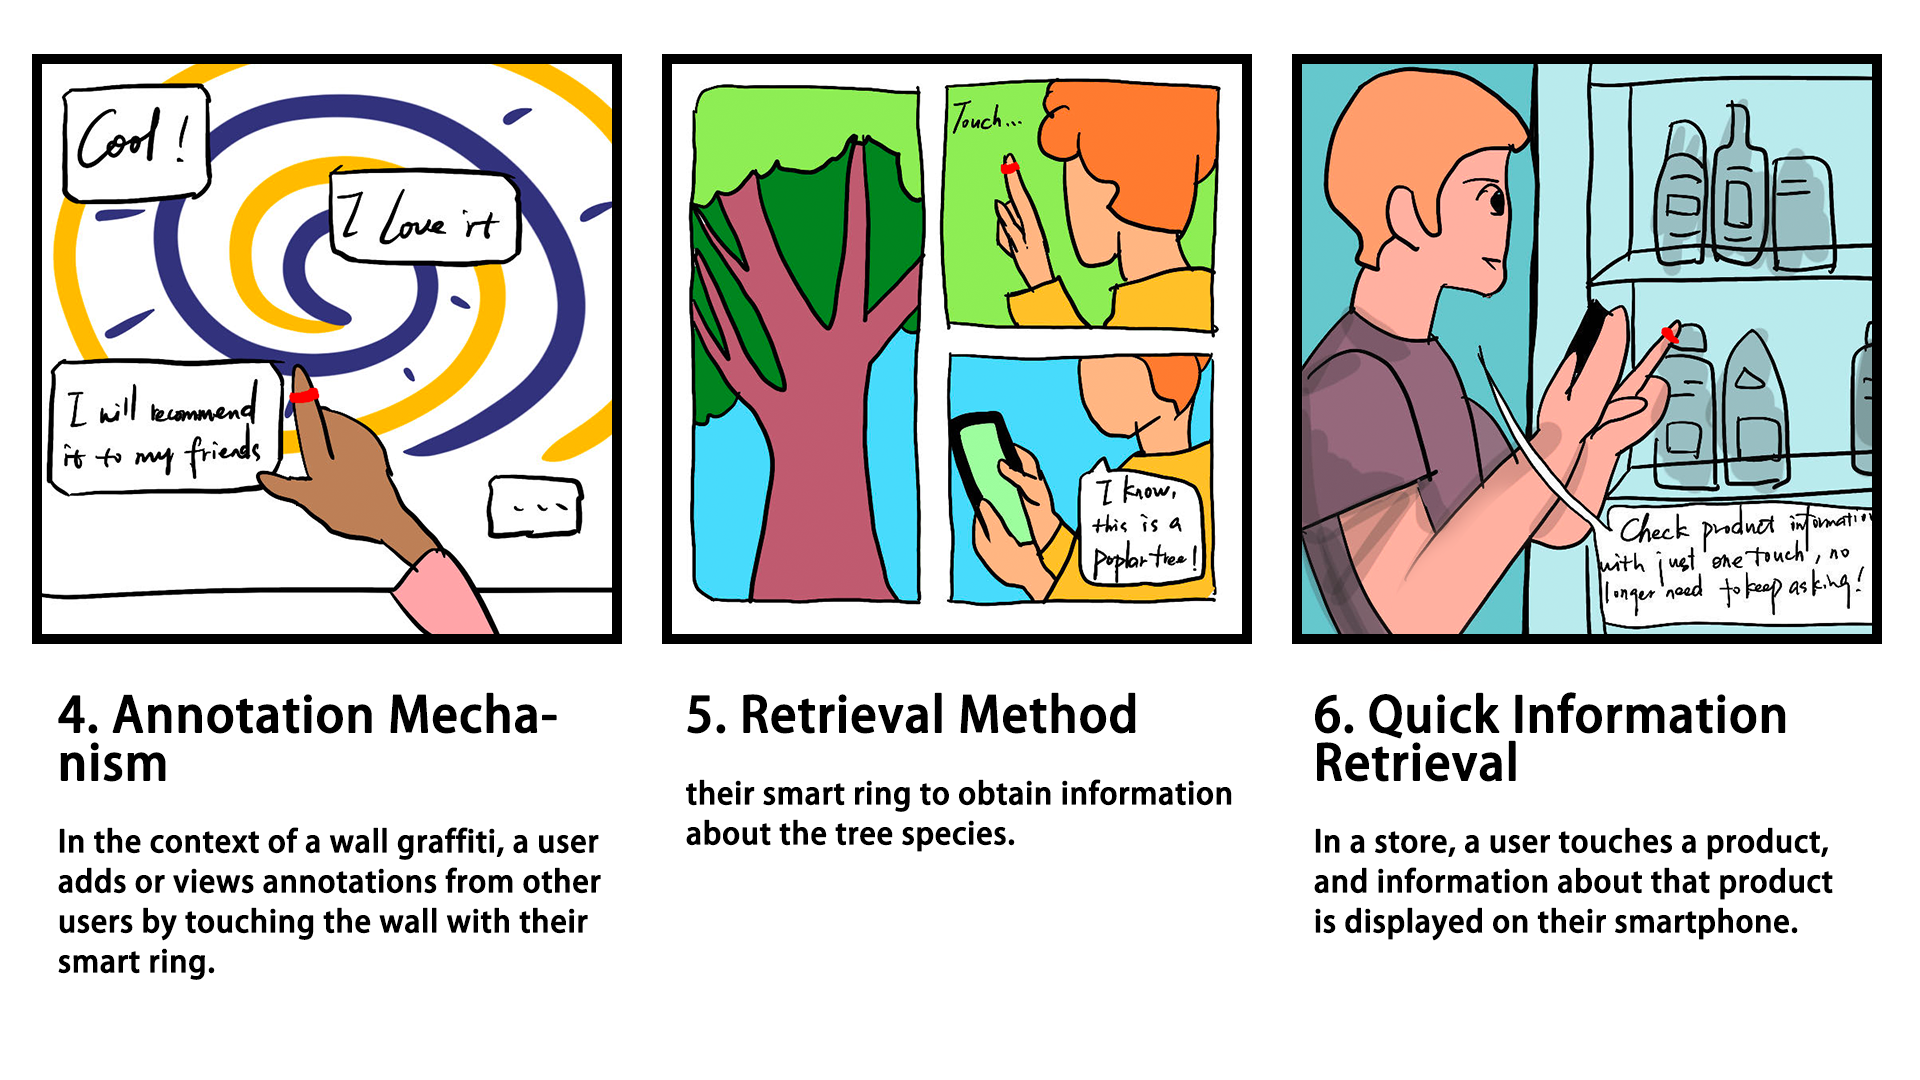 Cool!
I Love it
I will recommend
it to my friends
...
Touch...
I know,
this is a
poplar tree!
Check product information
with just one touch, no
longer need to keep asking!
4. Annotation Mecha-
nism
In the context of a wall graffiti, a user
adds or views annotations from other
users by touching the wall with their
smart ring.
5. Retrieval Method
their smart ring to obtain information
about the tree species.
6. Quick Information
Retrieval
In a store, a user touches a product,
and information about that product
is displayed on their smartphone.